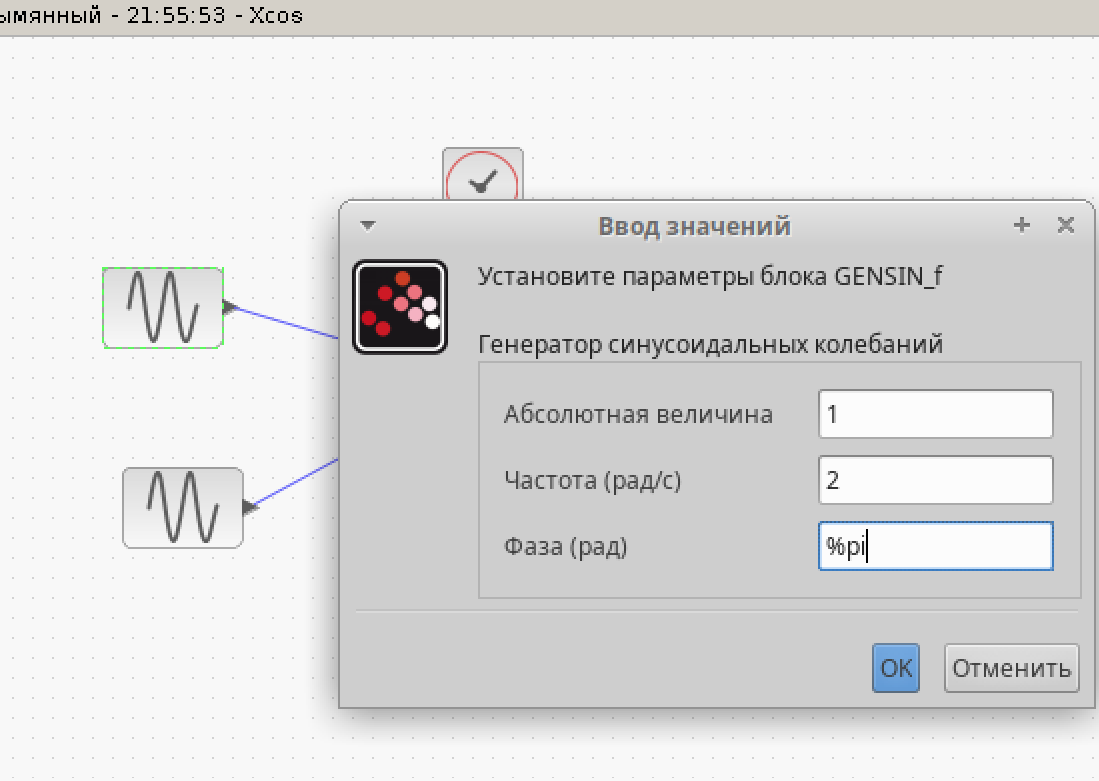 ымянный - 21:55:53 - Xcos
Ввод значений
Установите параметры блока GENSIN_f
Генератор синусоидальных колебаний
Абсолютная величина 1
Частота (рад/с) 2
Фаза (рад) %pi
OK Отменить